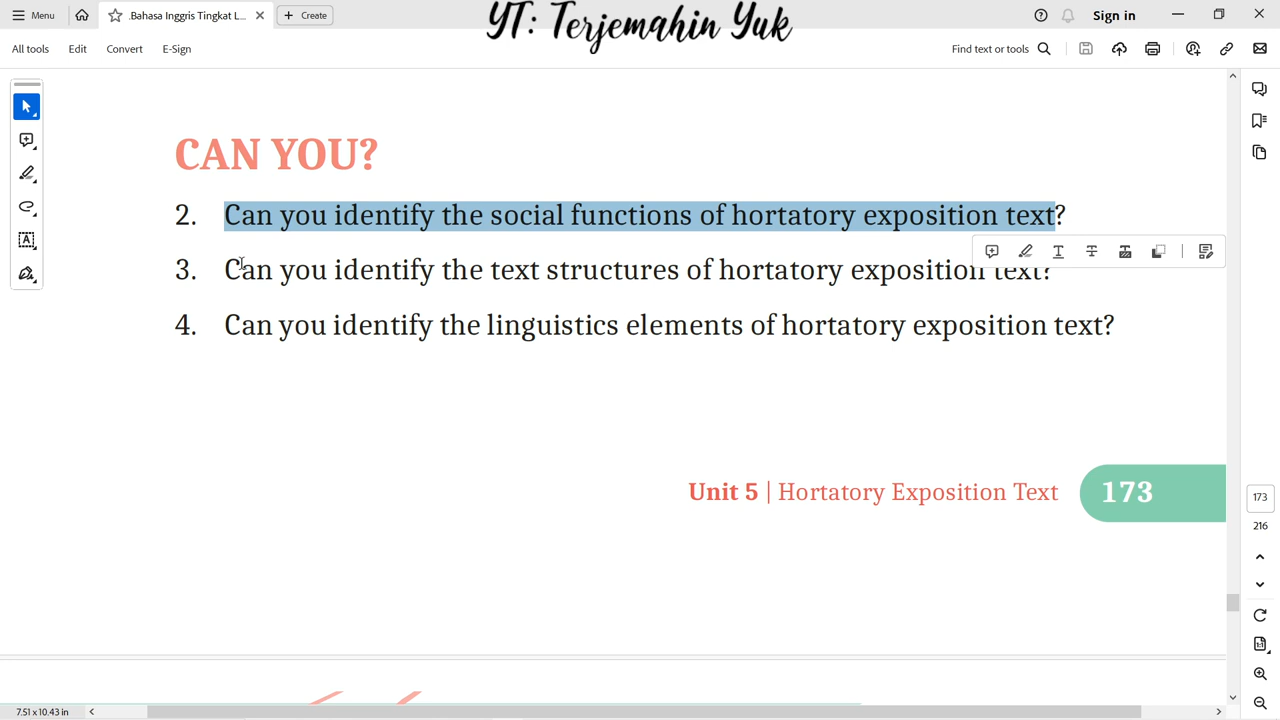 Menu
.Bahasa Inggris Tingkat L...
Create
YT: Terjemahin Yuk
Sign in
All tools
Edit
Convert
E-Sign
Find text or tools
CAN YOU?
2. Can you identify the social functions of hortatory exposition text?
3. Can you identify the text structures of hortatory exposition text?
4. Can you identify the linguistics elements of hortatory exposition text?
Unit 5 | Hortatory Exposition Text
173
173
216
7.51 x 10.43 in